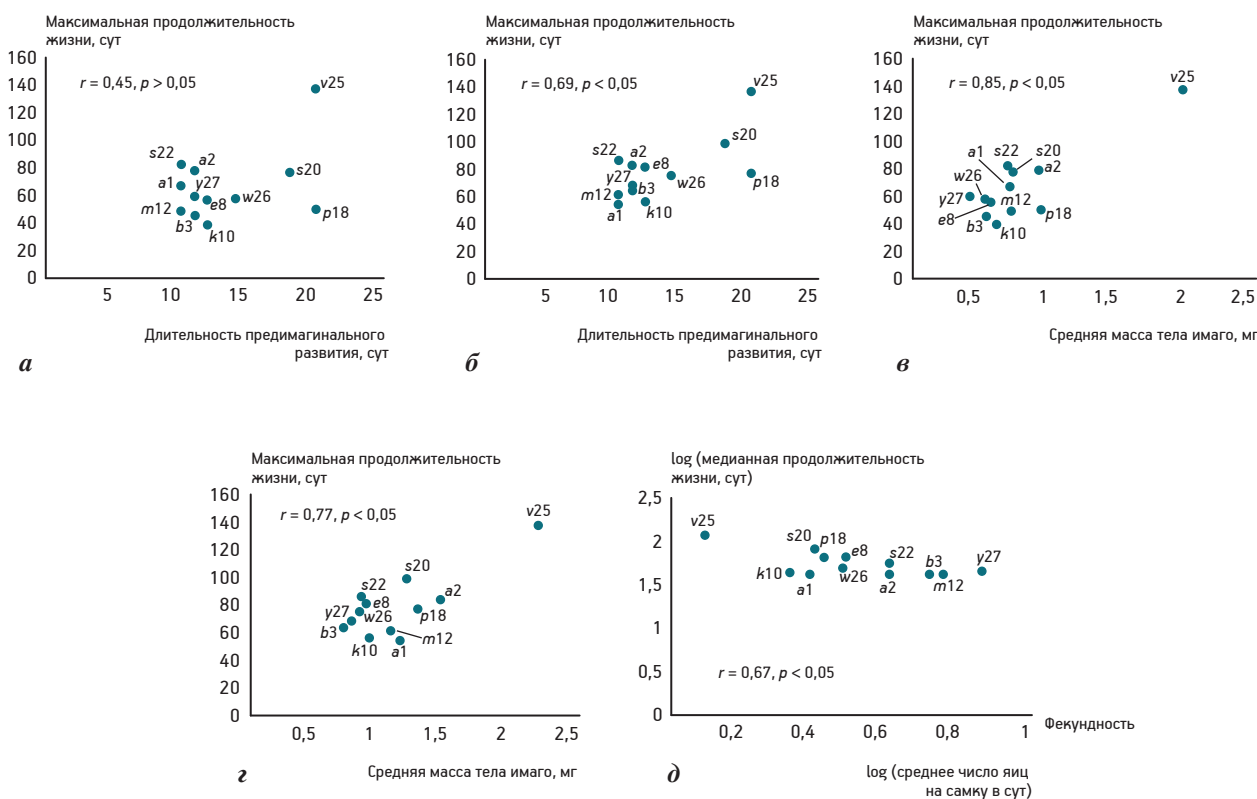 Максимальная продолжительность
жизни, сут
160
140
120
100
80
60
40
20
0
r = 0,45, p > 0,05
v25
s22
a2
a1
y27
s20
m12
e8
w26
p18
b3
k10
5
10
15
20
25
Длительность предимагинального
развития, сут
а
Максимальная продолжительность
жизни, сут
160
140
120
100
80
60
40
20
0
r = 0,69, p < 0,05
v25
s20
s22
a2
e8
y27
w26
p18
m12
b3
a1
k10
5
10
15
20
25
Длительность предимагинального
развития, сут
б
Максимальная продолжительность
жизни, сут
160
140
120
100
80
60
40
20
0
r = 0,85, p < 0,05
v25
a1
s22
s20
w26
a2
y27
m12
e8
p18
b3
k10
0,5
1
1,5
2
2,5
Средняя масса тела имаго, мг
в
Максимальная продолжительность
жизни, сут
160
140
120
100
80
60
40
20
0
r = 0,77, p < 0,05
v25
s20
s22
e8
a2
y27
w26
p18
b3
m12
k10
a1
0,5
1
1,5
2
2,5
Средняя масса тела имаго, мг
г
log (медианная продолжительность
жизни, сут)
2,5
2
1,5
1
0,5
0
v25
s20
p18
e8
s22
b3
y27
k10
a1
w26
a2
m12
r = 0,67, p < 0,05
0,2
0,4
0,6
0,8
1
Фекундность
log (среднее число яиц
на самку в сут)
д